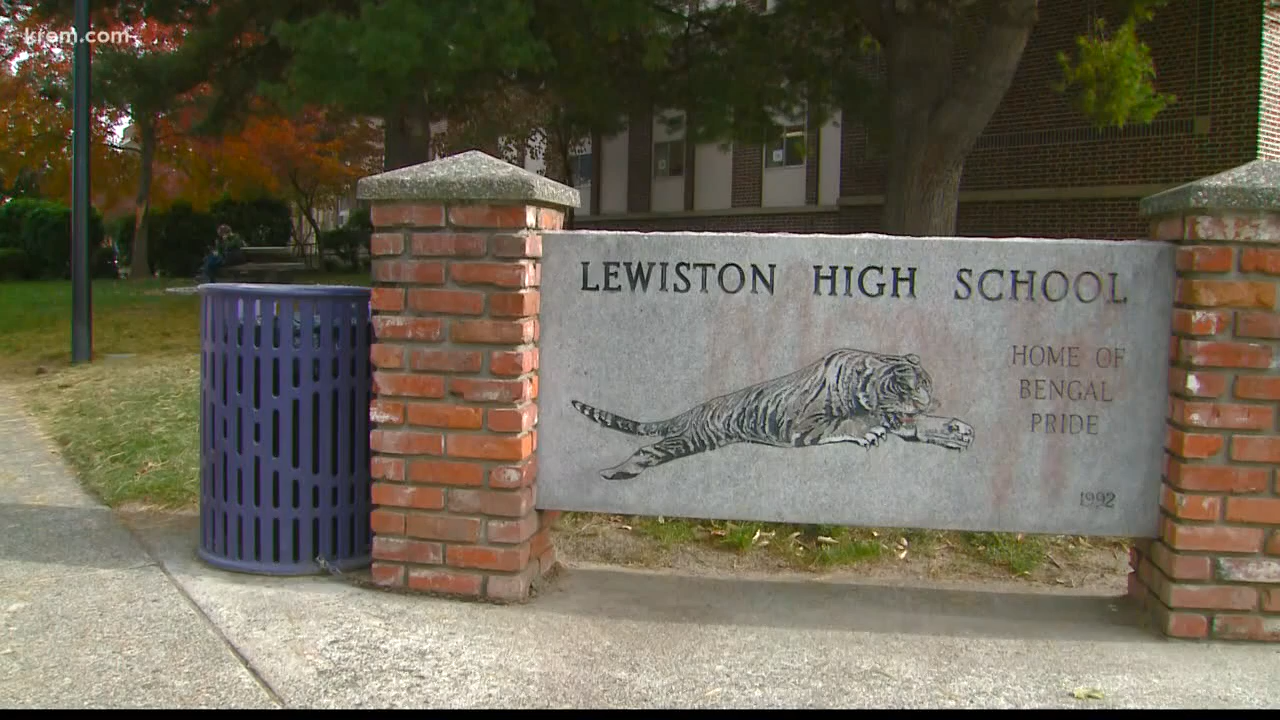 krem.com
LEWISTON HIGH SCHOOL
HOME OF
BENGAL
PRIDE
1992